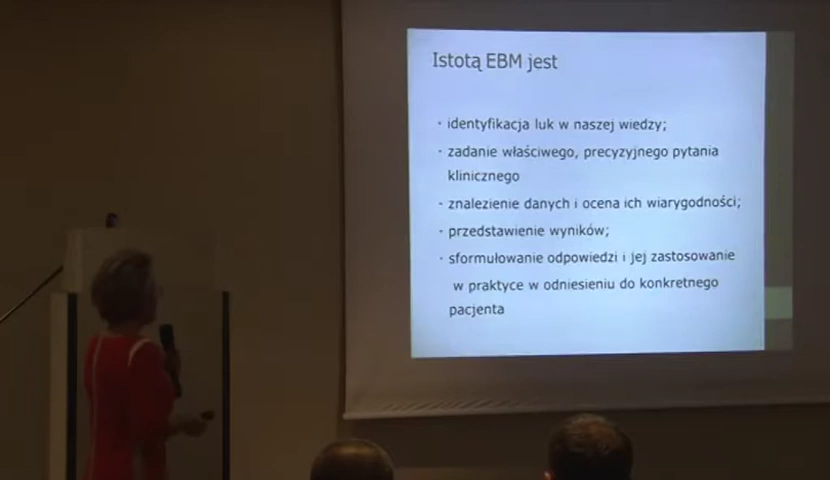 Istotą EBM jest
· identyfikacja luk w naszej wiedzy;
· zadanie właściwego, precyzyjnego pytania
klinicznego
· znalezienie danych i ocena ich wiarygodności;
· przedstawienie wyników;
· sformułowanie odpowiedzi i jej zastosowanie
w praktyce w odniesieniu do konkretnego
pacjenta